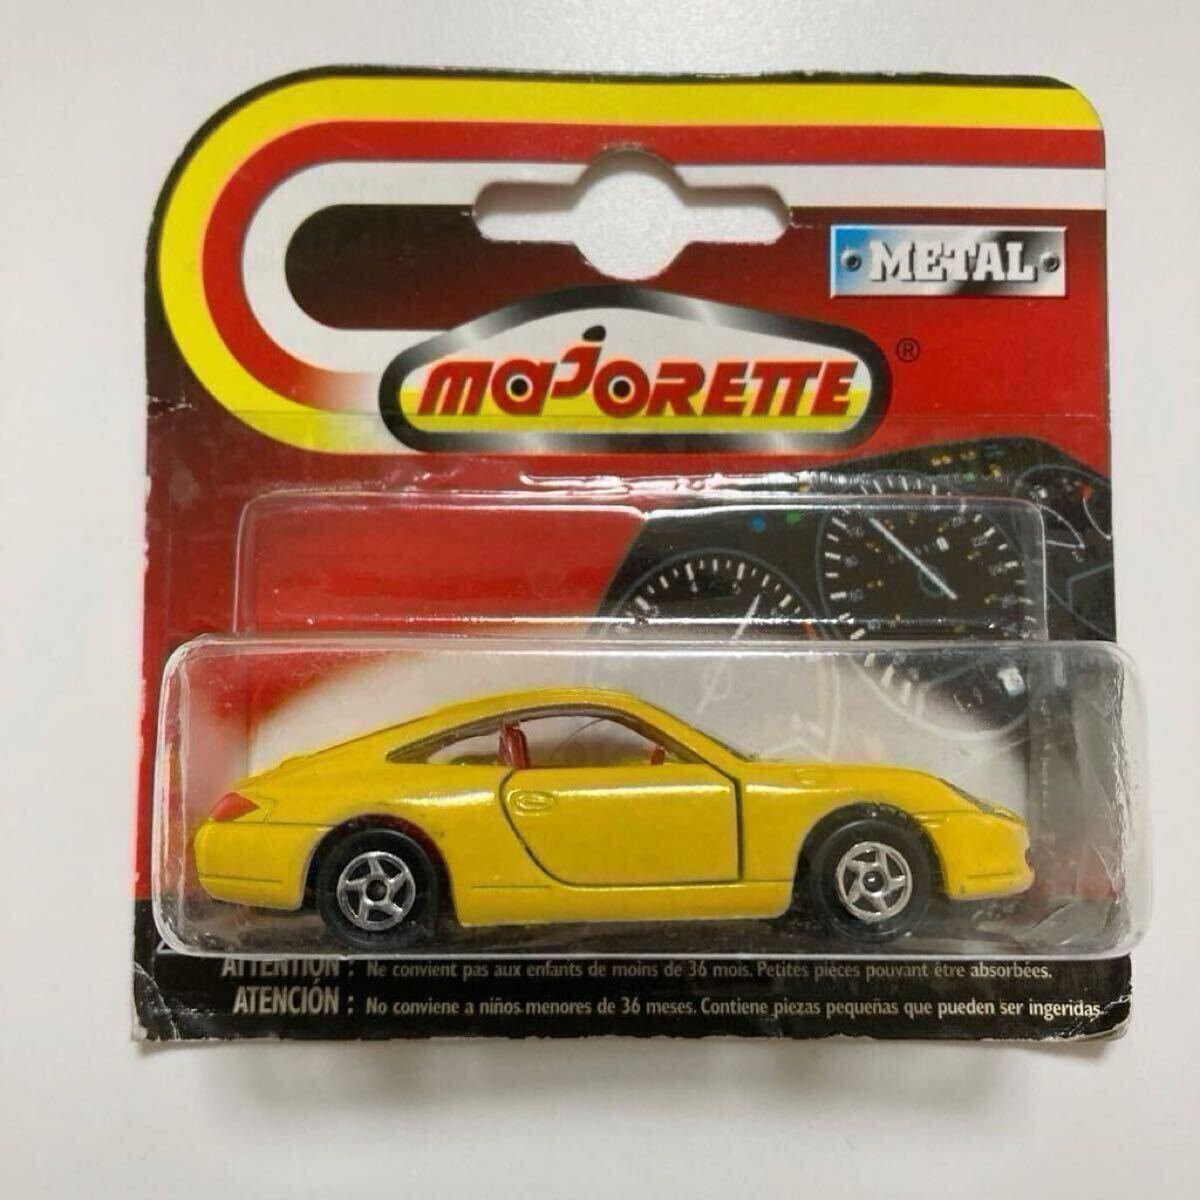 METAL
majorette ®
ATTENTION : Ne convient pas aux enfants de moins de 36 mois. Petites pièces pouvant être absorbées.
ATENCIÓN : No conviene a niños menores de 36 meses. Contiene piezas pequeñas que pueden ser ingeridas.